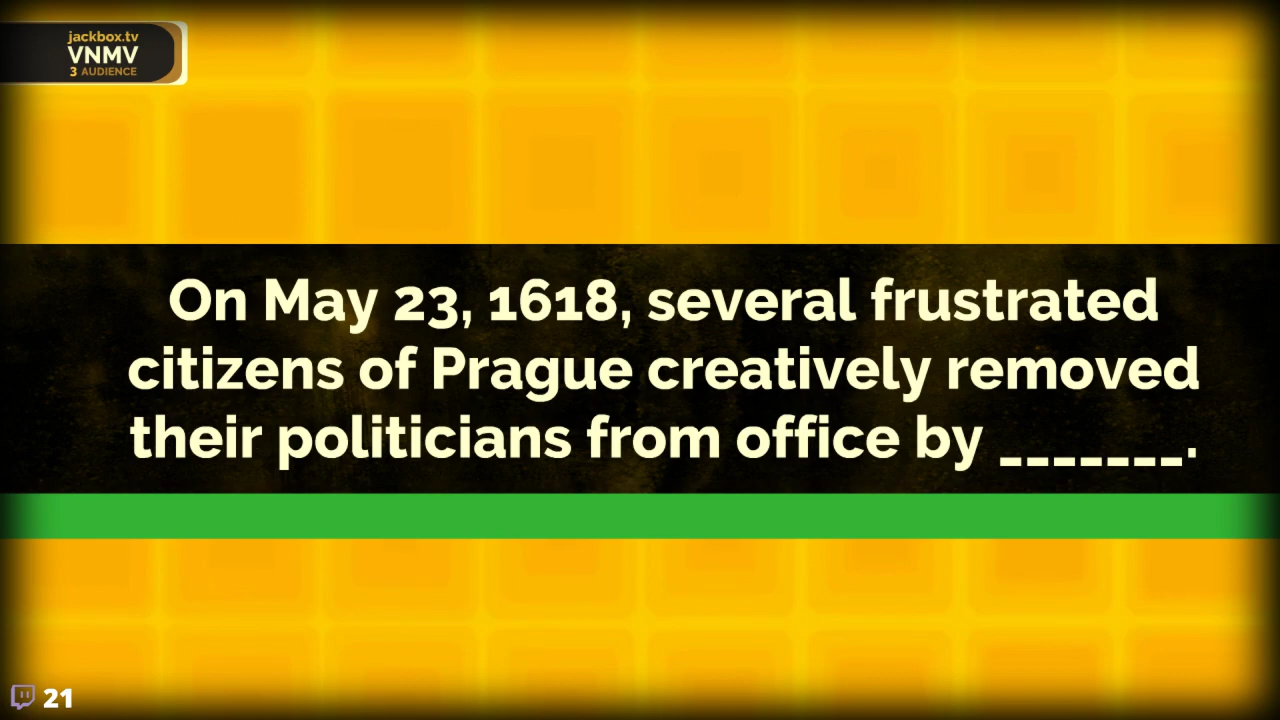 jackbox.tv
VNMV
3 AUDIENCE
On May 23, 1618, several frustrated
citizens of Prague creatively removed
their politicians from office by _______.
21